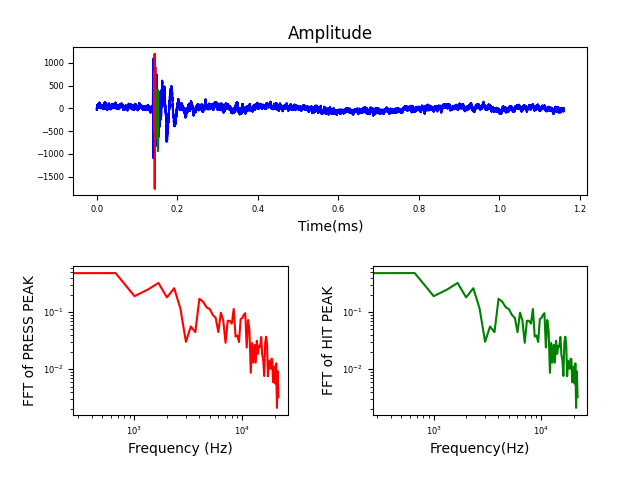 Amplitude
1000
500
0
−500
−1000
−1500
0.0 0.2 0.4 0.6 0.8 1.0 1.2
Time(ms)
FFT of PRESS PEAK
10⁻¹
10⁻²
10³ 10⁴
Frequency (Hz)
FFT of HIT PEAK
10⁻¹
10⁻²
10³ 10⁴
Frequency(Hz)